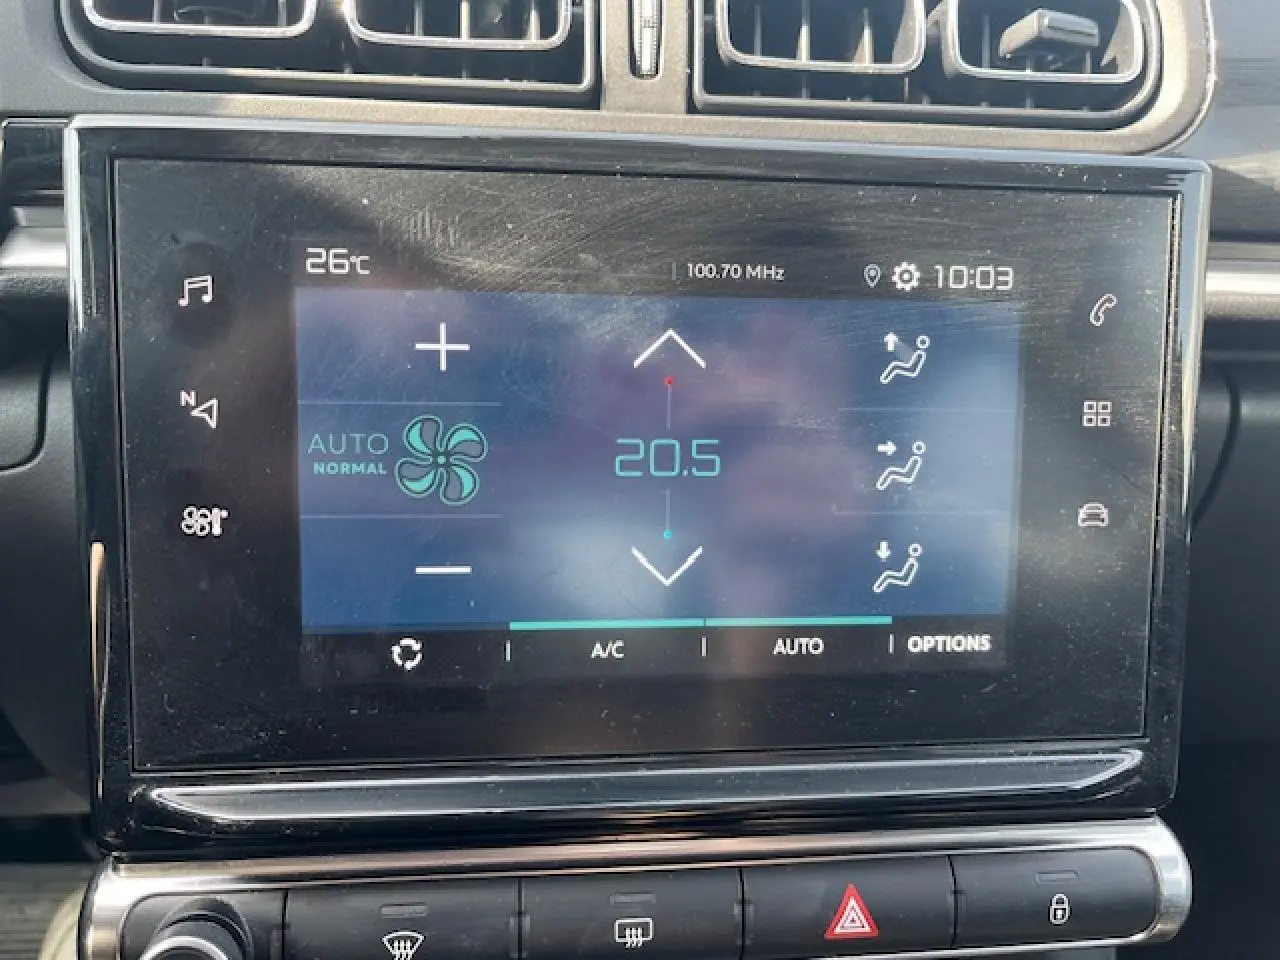 26°C
100.70 MHz
10:03
N
AUTO
NORMAL
20.5
A/C
AUTO
OPTIONS